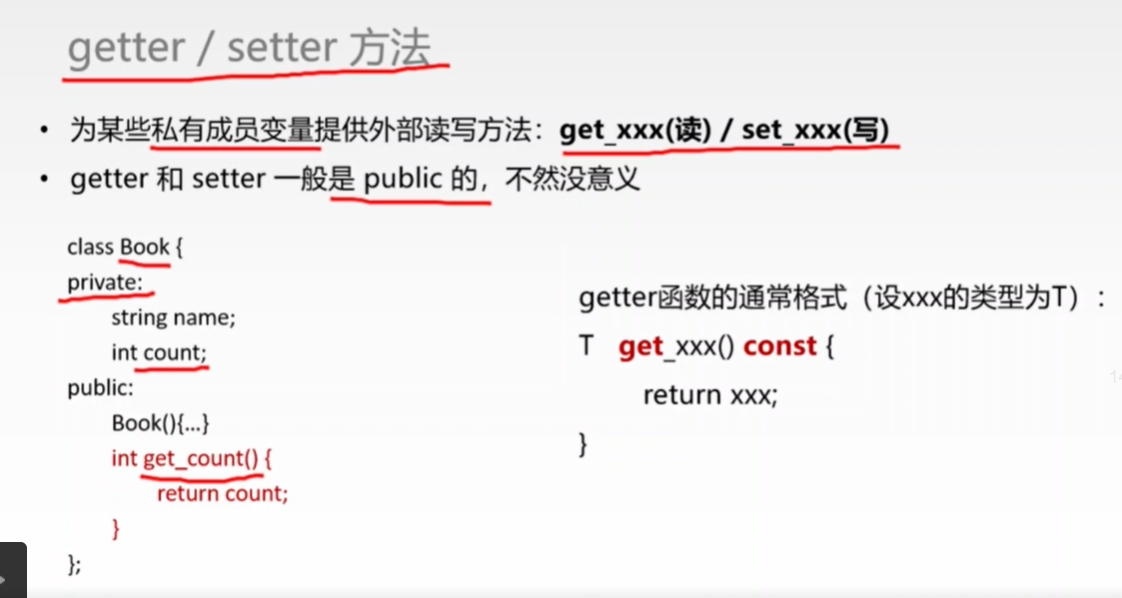 getter / setter 方法
• 为某些私有成员变量提供外部读写方法：get_xxx(读) / set_xxx(写)
• getter 和 setter 一般是 public 的，不然没意义
class Book {
private:
string name;
int count;
public:
Book(){...}
int get_count() {
return count;
}
};
getter函数的通常格式（设xxx的类型为T）:
T get_xxx() const {
return xxx;
}